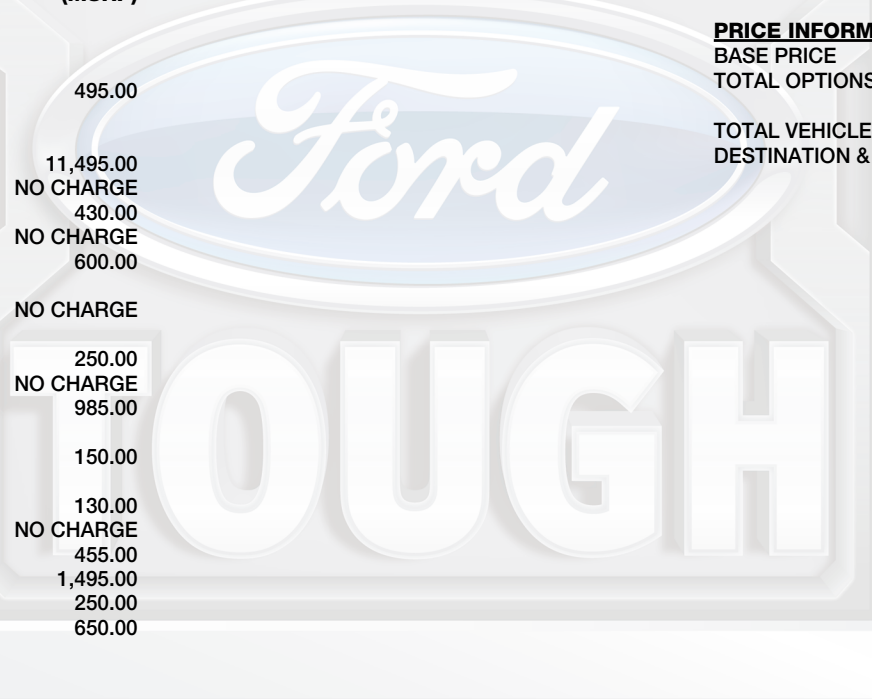 495.00
11,495.00
NO CHARGE
430.00
NO CHARGE
600.00
NO CHARGE
250.00
NO CHARGE
985.00
150.00
130.00
NO CHARGE
455.00
1,495.00
250.00
650.00
PRICE INFORM
BASE PRICE
TOTAL OPTIONS
TOTAL VEHICLE
DESTINATION &
Ford
TOUGH